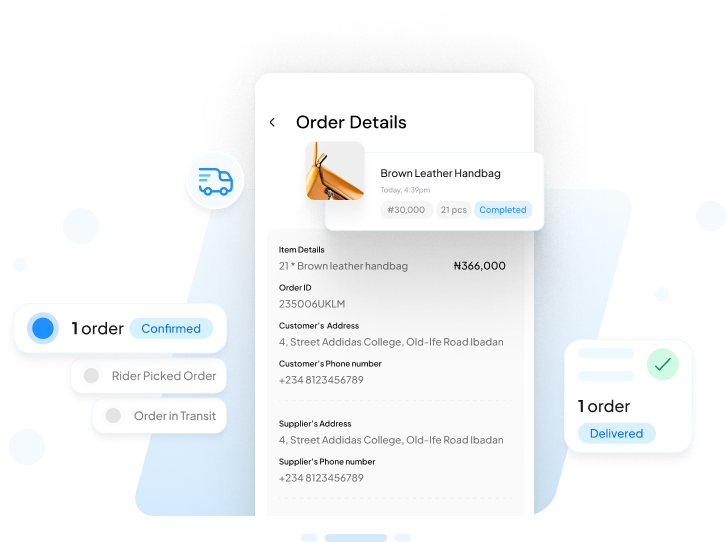 Order Details
Brown Leather Handbag
Today, 4:39pm
#30,000
21 pcs
Completed
Item Details
21 * Brown leather handbag
₦366,000
Order ID
235006UKLM
Customer's Address
4, Street Addidas College, Old-Ife Road Ibadan
Customer's Phone number
+234 8123456789
Supplier's Address
4, Street Addidas College, Old-Ife Road Ibadan
Supplier's Phone number
+234 8123456789
1 order
Confirmed
Rider Picked Order
Order in Transit
1 order
Delivered